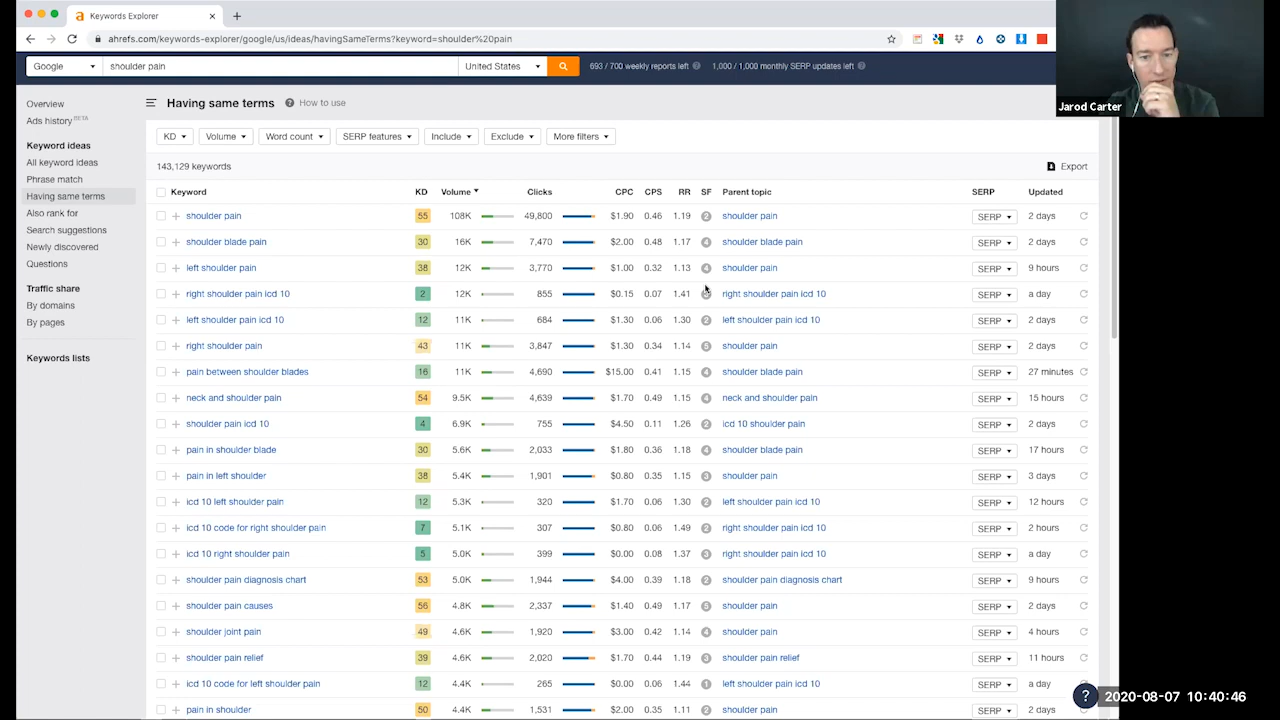 Keywords Explorer
ahrefs.com/keywords-explorer/google/us/ideas/havingSameTerms?keyword=shoulder%20pain
Jarod Carter
Google shoulder pain United States 693 / 700 weekly reports left 1,000 / 1,000 monthly SERP updates left
Overview
Ads history BETA
Keyword ideas
All keyword ideas
Phrase match
Having same terms
Also rank for
Search suggestions
Newly discovered
Questions
Traffic share
By domains
By pages
Keywords lists
Having same terms ? How to use
KD Volume Word count SERP features Include Exclude More filters
143,129 keywords Export
Keyword KD Volume Clicks CPC CPS RR SF Parent topic SERP Updated
shoulder pain 55 108K 49,800 $1.90 0.46 1.19 2 shoulder pain SERP 2 days
shoulder blade pain 30 16K 7,470 $2.00 0.48 1.17 4 shoulder blade pain SERP 2 days
left shoulder pain 38 12K 3,770 $1.00 0.32 1.13 4 shoulder pain SERP 9 hours
right shoulder pain icd 10 2 12K 855 $0.15 0.07 1.41 right shoulder pain icd 10 SERP a day
left shoulder pain icd 10 12 11K 684 $1.30 0.06 1.30 2 left shoulder pain icd 10 SERP 2 days
right shoulder pain 43 11K 3,847 $1.30 0.34 1.14 5 shoulder pain SERP 2 days
pain between shoulder blades 16 11K 4,690 $15.00 0.41 1.15 4 shoulder blade pain SERP 27 minutes
neck and shoulder pain 54 9.5K 4,639 $1.70 0.49 1.15 4 neck and shoulder pain SERP 15 hours
shoulder pain icd 10 4 6.9K 755 $4.50 0.11 1.26 2 icd 10 shoulder pain SERP 2 days
pain in shoulder blade 30 5.6K 2,033 $1.80 0.36 1.18 4 shoulder blade pain SERP 17 hours
pain in left shoulder 38 5.4K 1,901 $0.80 0.35 1.15 3 shoulder pain SERP 3 days
icd 10 left shoulder pain 12 5.3K 320 $1.70 0.06 1.30 2 left shoulder pain icd 10 SERP 12 hours
icd 10 code for right shoulder pain 7 5.1K 307 $0.80 0.06 1.49 2 right shoulder pain icd 10 SERP 2 hours
icd 10 right shoulder pain 5 5.0K 399 $0.00 0.08 1.37 3 right shoulder pain icd 10 SERP a day
shoulder pain diagnosis chart 53 5.0K 1,944 $4.00 0.39 1.18 2 shoulder pain diagnosis chart SERP 9 hours
shoulder pain causes 56 4.8K 2,337 $1.40 0.49 1.17 5 shoulder pain SERP 2 days
shoulder joint pain 49 4.6K 1,920 $3.00 0.42 1.14 4 shoulder pain SERP 4 hours
shoulder pain relief 39 4.6K 2,020 $1.70 0.44 1.19 3 shoulder pain relief SERP 11 hours
icd 10 code for left shoulder pain 12 4.4K 265 $0.00 0.06 1.44 1 left shoulder pain icd 10 SERP a day
pain in shoulder 50 4.4K 1,531 $2.00 0.35 1.11 2 shoulder pain SERP 2 days
? 2020-08-07 10:40:46